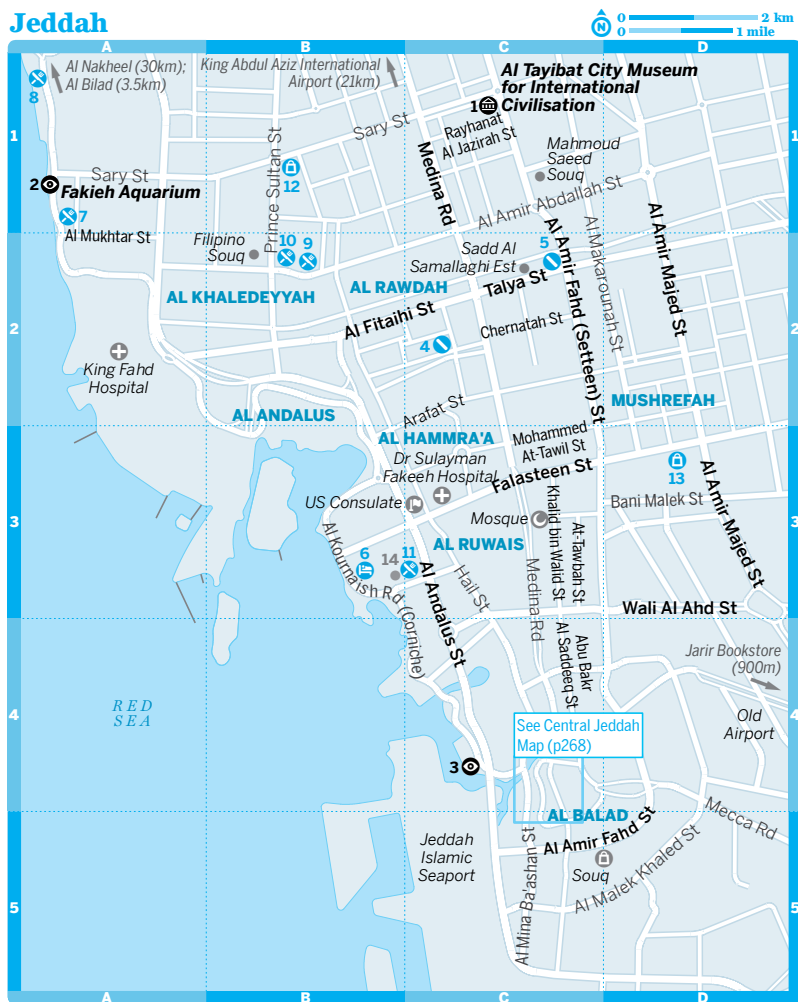 Jeddah
N
0 2 km
0 1 mile
A
B
C
D
Al Nakheel (30km);
Al Bilad (3.5km)
King Abdul Aziz International
Airport (21km)
Al Tayibat City Museum
for International
Civilisation
8
1
1
1
Sary St
Rayhanat
Al Jazirah St
Mahmoud
Saeed
Souq
Medina Rd
Prince Sultan St
12
Sary St
2
Fakieh Aquarium
7
Al Mukhtar St
Al Amir Abdallah St
Filipino
Souq
10
9
Sadd Al
Samallaghi Est
5
Al Amir Fahd (Setteen) St
Al Makarounah St
Al Amir Majed St
Talya St
AL KHALEDEYYAH
AL RAWDAH
Al Fitaihi St
2
2
Chernatah St
4
King Fahd
Hospital
AL ANDALUS
Arafat St
MUSHREFAH
AL HAMMRA'A
Mohammed
At-Tawil St
Dr Sulayman
Fakeeh Hospital
Falasteen St
13
Al Amir Majed St
US Consulate
Mosque
Bani Malek St
3
3
Khalid bin Walid St
At-Tawbah St
AL RUWAIS
6
14
11
Al Kournaish Rd (Corniche)
Al Andalus St
Hail St
Medina Rd
Wali Al Ahd St
Al Saddeeq St
Abu Bakr
Jarir Bookstore
(900m)
RED
SEA
4
4
Old
Airport
See Central Jeddah
Map (p268)
3
AL BALAD
Mecca Rd
Al Amir Fahd St
Jeddah
Islamic
Seaport
Souq
Al Malek Khaled St
Al Mina Ba'ashan St
5
5
A
B
C
D